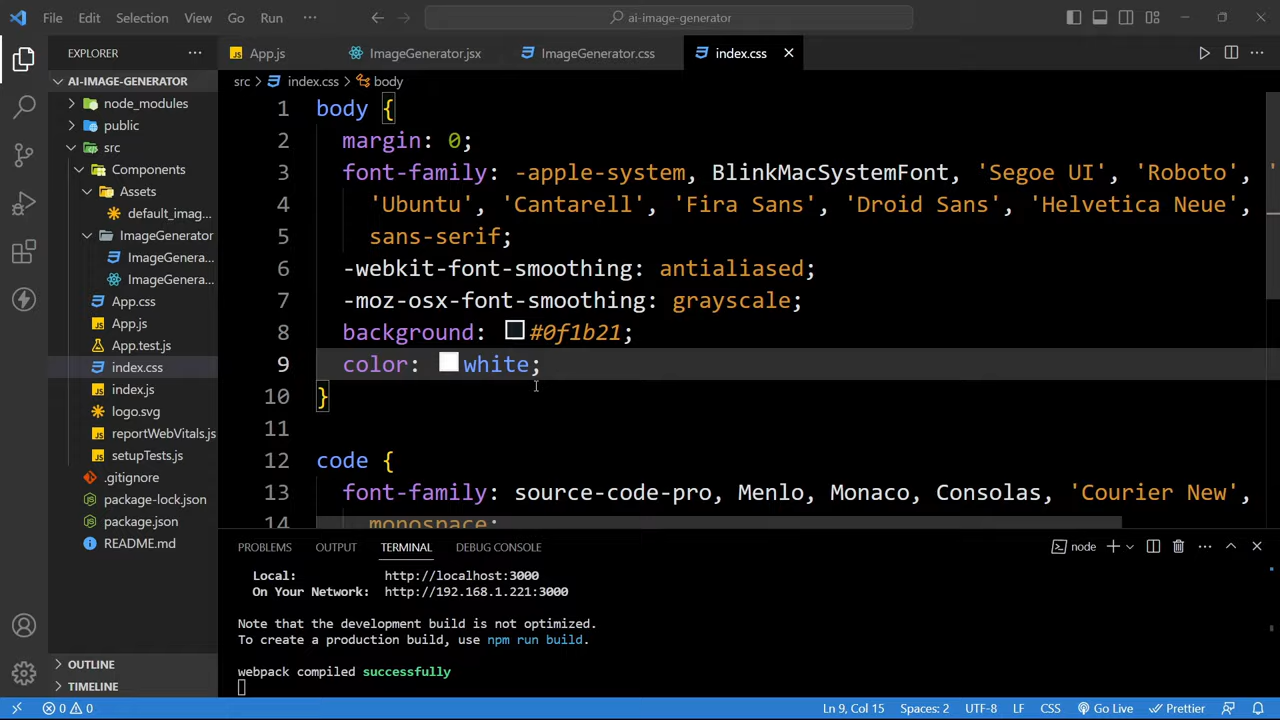 File Edit Selection View Go Run ··· ai-image-generator
EXPLORER ···
App.js ImageGenerator.jsx ImageGenerator.css index.css
AI-IMAGE-GENERATOR
src > index.css > body
node_modules
public
src
Components
Assets
default_imag...
ImageGenerator
ImageGenera...
ImageGenera...
App.css
App.js
App.test.js
index.css
index.js
logo.svg
reportWebVitals.js
setupTests.js
.gitignore
package-lock.json
package.json
README.md
OUTLINE
TIMELINE
1 body {
2 margin: 0;
3 font-family: -apple-system, BlinkMacSystemFont, 'Segoe UI', 'Roboto', '
4 'Ubuntu', 'Cantarell', 'Fira Sans', 'Droid Sans', 'Helvetica Neue',
5 sans-serif;
6 -webkit-font-smoothing: antialiased;
7 -moz-osx-font-smoothing: grayscale;
8 background: #0f1b21;
9 color: white;
10 }
11
12 code {
13 font-family: source-code-pro, Menlo, Monaco, Consolas, 'Courier New',
14 monospace;
PROBLEMS OUTPUT TERMINAL DEBUG CONSOLE node
Local: http://localhost:3000
On Your Network: http://192.168.1.221:3000
Note that the development build is not optimized.
To create a production build, use npm run build.
webpack compiled successfully
0 0 Ln 9, Col 15 Spaces: 2 UTF-8 LF CSS Go Live Prettier